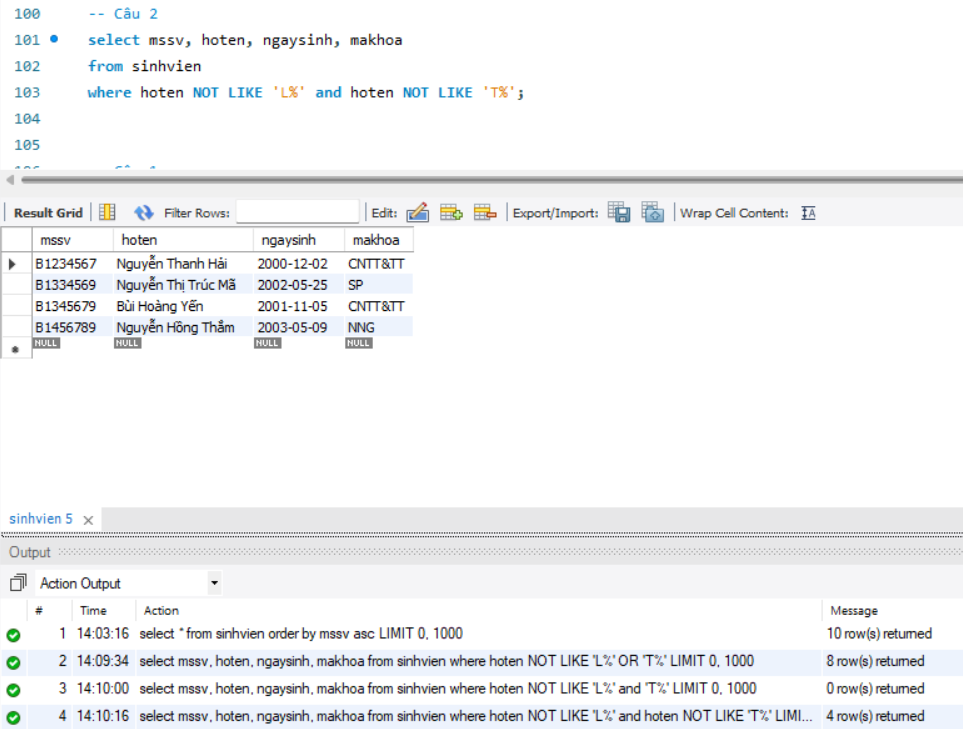 100 -- Câu 2
101 select mssv, hoten, ngaysinh, makhoa
102 from sinhvien
103 where hoten NOT LIKE 'L%' and hoten NOT LIKE 'T%';
104
105
Result Grid Filter Rows: Edit: Export/Import: Wrap Cell Content:
mssv hoten ngaysinh makhoa
B1234567 Nguyễn Thanh Hải 2000-12-02 CNTT&TT
B1334569 Nguyễn Thị Trúc Mã 2002-05-25 SP
B1345679 Bùi Hoàng Yến 2001-11-05 CNTT&TT
B1456789 Nguyễn Hồng Thắm 2003-05-09 NNG
NULL NULL NULL NULL
sinhvien 5
Output
Action Output
# Time Action Message
1 14:03:16 select * from sinhvien order by mssv asc LIMIT 0, 1000 10 row(s) returned
2 14:09:34 select mssv, hoten, ngaysinh, makhoa from sinhvien where hoten NOT LIKE 'L%' OR 'T%' LIMIT 0, 1000 8 row(s) returned
3 14:10:00 select mssv, hoten, ngaysinh, makhoa from sinhvien where hoten NOT LIKE 'L%' and 'T%' LIMIT 0, 1000 0 row(s) returned
4 14:10:16 select mssv, hoten, ngaysinh, makhoa from sinhvien where hoten NOT LIKE 'L%' and hoten NOT LIKE 'T%' LIMI... 4 row(s) returned